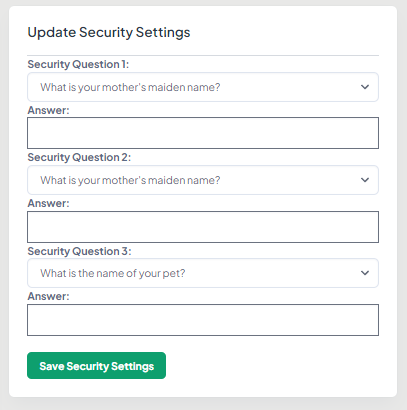 Update Security Settings
Security Question 1:
What is your mother's maiden name?
Answer:
Security Question 2:
What is your mother's maiden name?
Answer:
Security Question 3:
What is the name of your pet?
Answer:
Save Security Settings